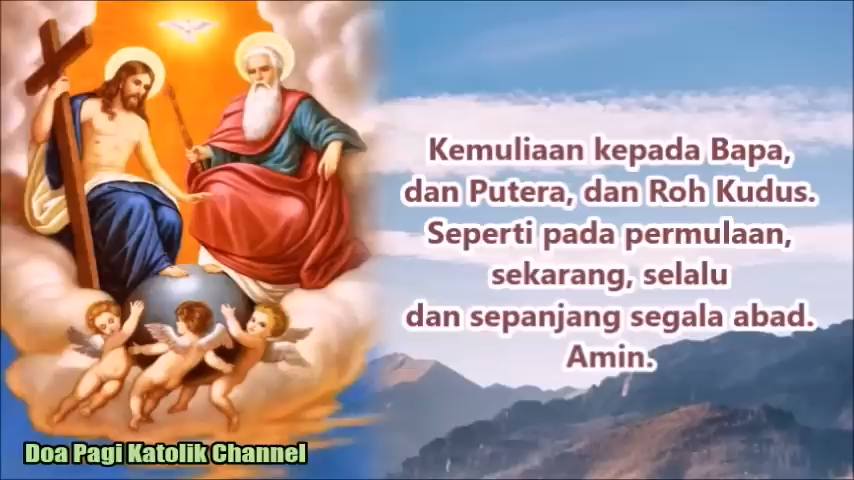 Kemuliaan kepada Bapa,
dan Putera, dan Roh Kudus.
Seperti pada permulaan,
sekarang, selalu
dan sepanjang segala abad.
Amin.
Doa Pagi Katolik Channel